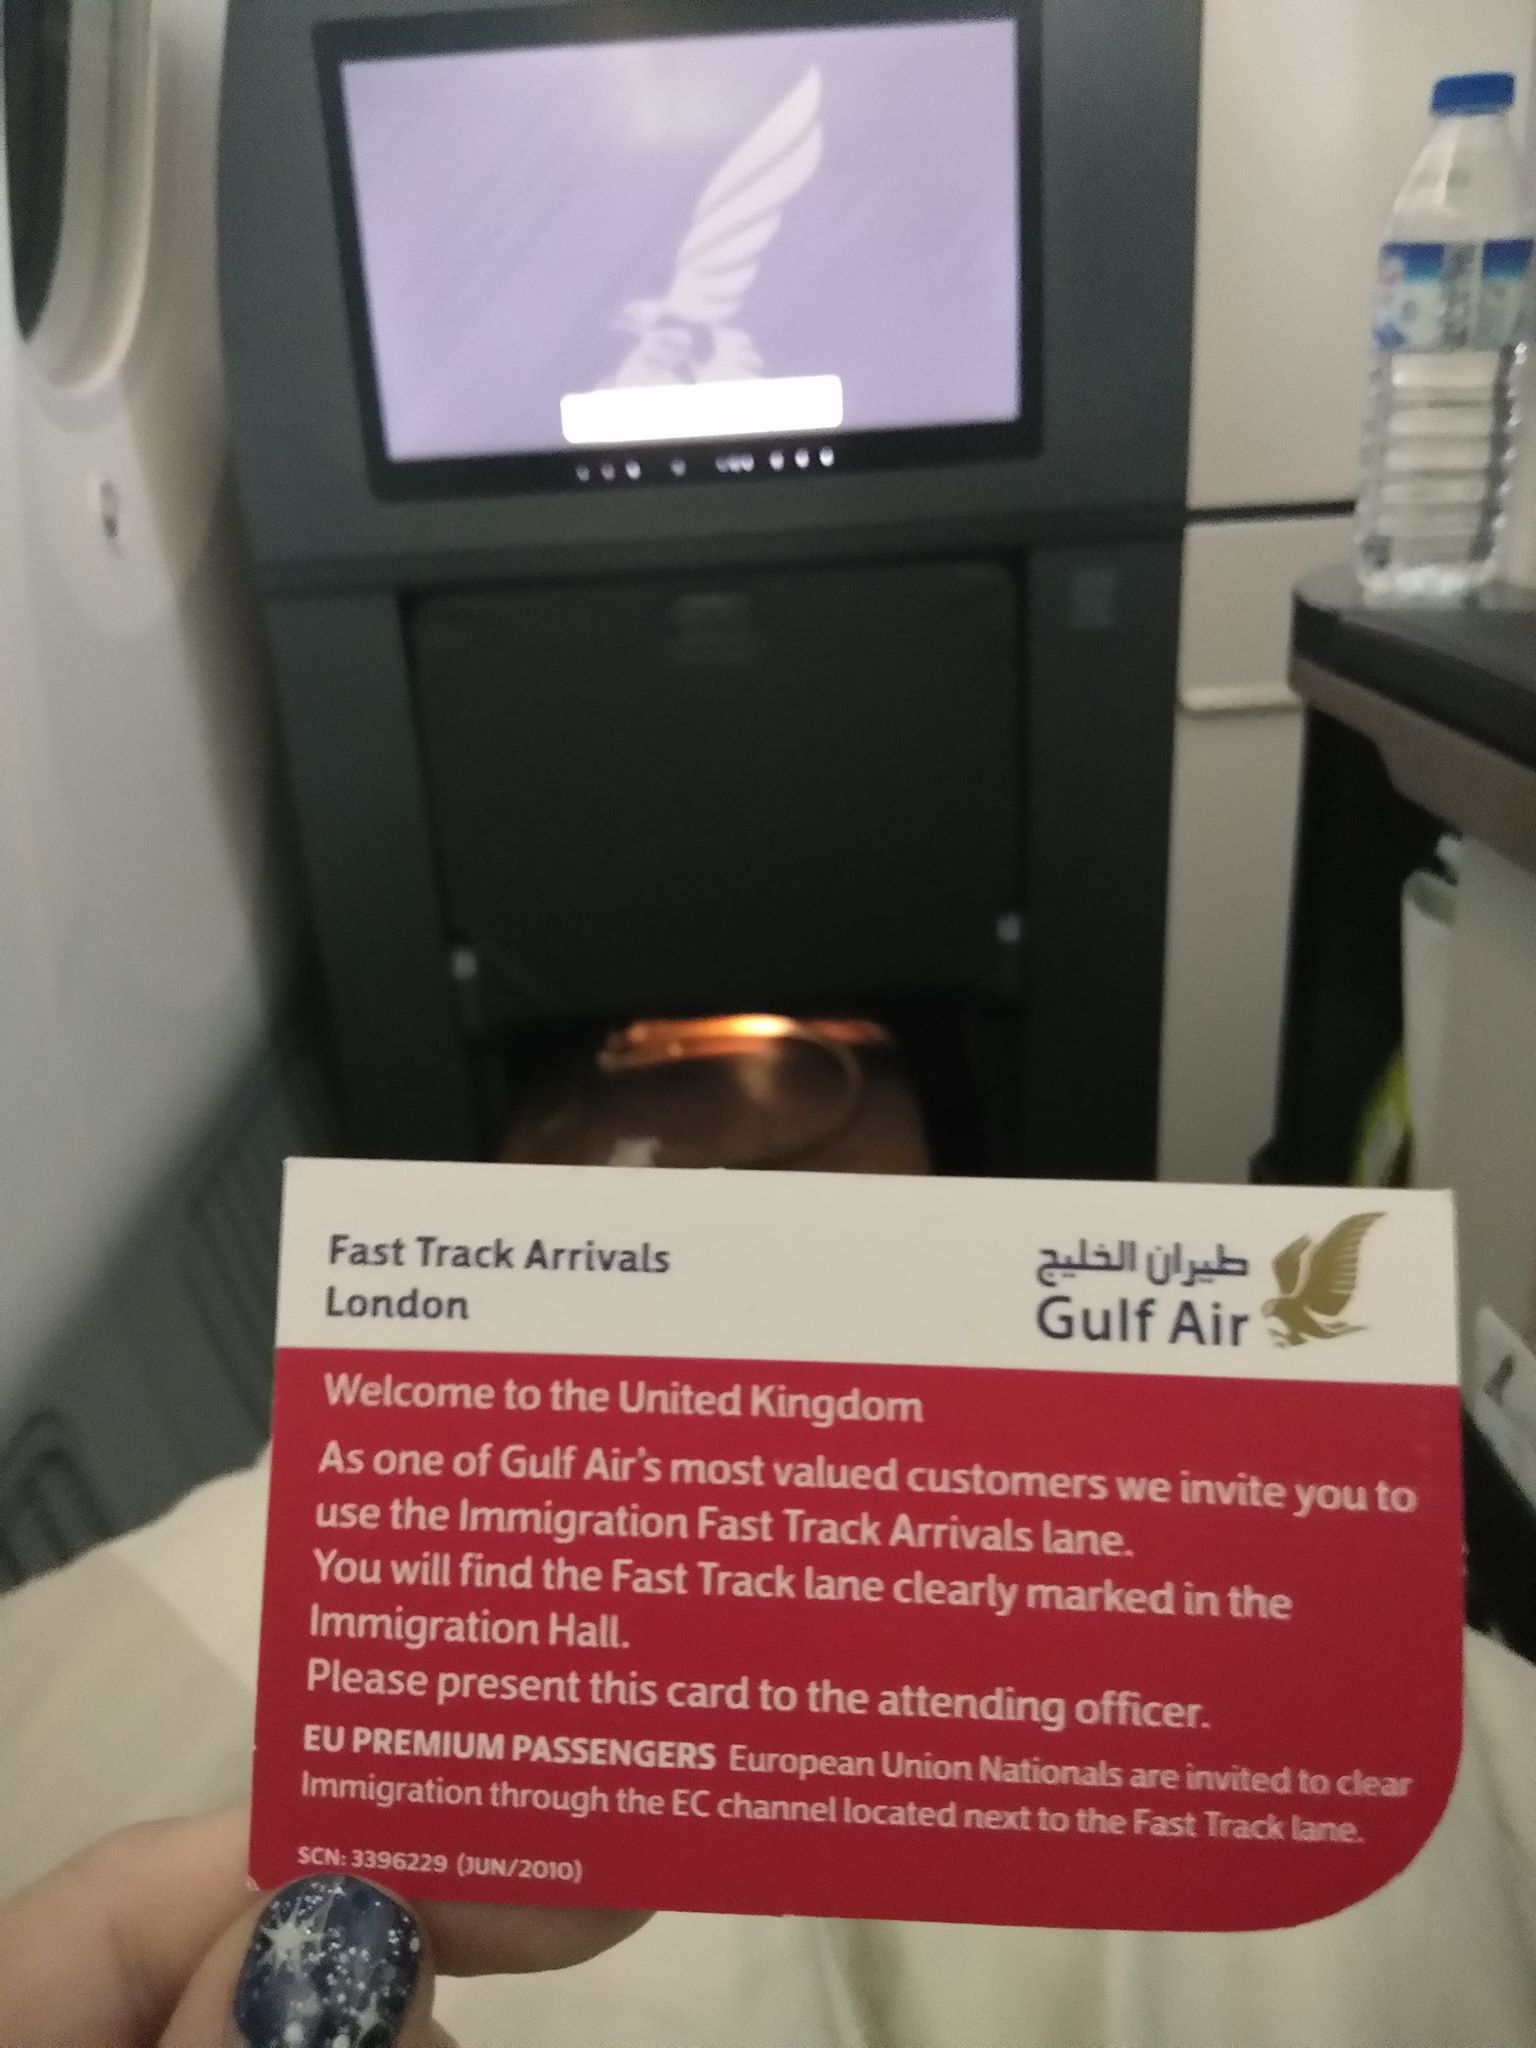 Fast Track Arrivals
London
طيران الخليج
Gulf Air
Welcome to the United Kingdom
As one of Gulf Air's most valued customers we invite you to
use the Immigration Fast Track Arrivals lane.
You will find the Fast Track lane clearly marked in the
Immigration Hall.
Please present this card to the attending officer.
EU PREMIUM PASSENGERS European Union Nationals are invited to clear
Immigration through the EC channel located next to the Fast Track lane.
SCN: 3396229 (JUN/2010)